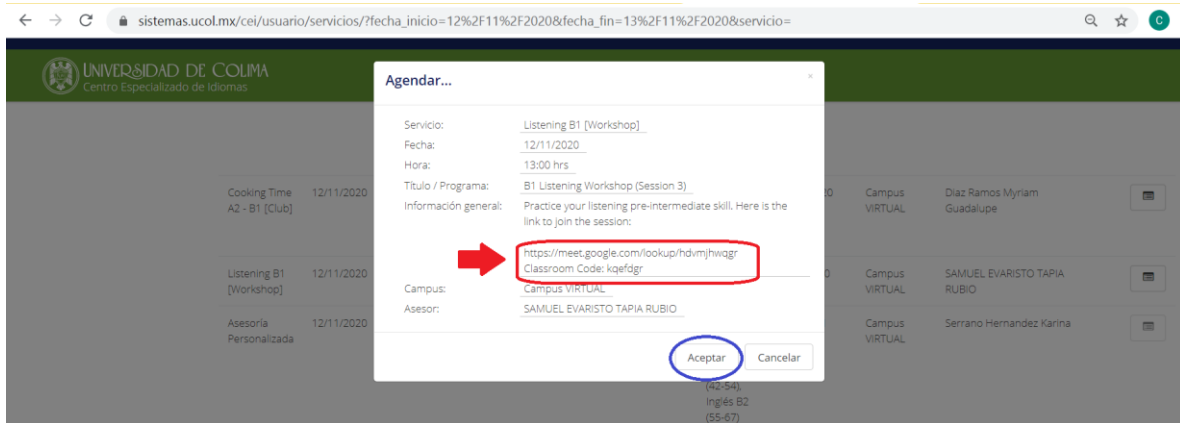 sistemas.ucol.mx/cei/usuario/servicios/?fecha_inicio=12%2F11%2F2020&fecha_fin=13%2F11%2F2020&servicio=
C
UNIVERSIDAD DE COLIMA
Centro Especializado de Idiomas
Agendar...
×
Servicio: Listening B1 [Workshop]
Fecha: 12/11/2020
Hora: 13:00 hrs
Título / Programa: B1 Listening Workshop (Session 3)
Información general: Practice your listening pre-intermediate skill. Here is the
link to join the session:
https://meet.google.com/lookup/hdvmjhwqgr
Classroom Code: kqefdgr
Campus: Campus VIRTUAL
Asesor: SAMUEL EVARISTO TAPIA RUBIO
Aceptar Cancelar
Cooking Time 12/11/2020 Campus Diaz Ramos Myriam
A2 - B1 [Club] VIRTUAL Guadalupe
Listening B1 12/11/2020 Campus SAMUEL EVARISTO TAPIA
[Workshop] VIRTUAL RUBIO
Asesoría 12/11/2020 Campus Serrano Hernandez Karina
Personalizada VIRTUAL
(42-54),
Inglés B2
(55-67)